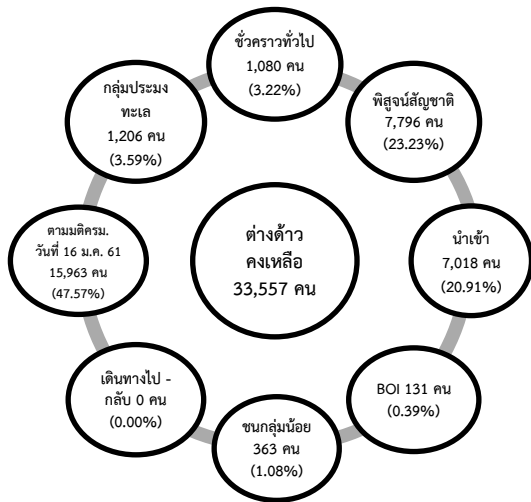 ชั่วคราวทั่วไป
1,080 คน
(3.22%)
พิสูจน์สัญชาติ
7,796 คน
(23.23%)
นำเข้า
7,018 คน
(20.91%)
BOI 131 คน
(0.39%)
ชนกลุ่มน้อย
363 คน
(1.08%)
เดินทางไป -
กลับ 0 คน
(0.00%)
ตามมติครม.
วันที่ 16 ม.ค. 61
15,963 คน
(47.57%)
กลุ่มประมง
ทะเล
1,206 คน
(3.59%)
ต่างด้าว
คงเหลือ
33,557 คน